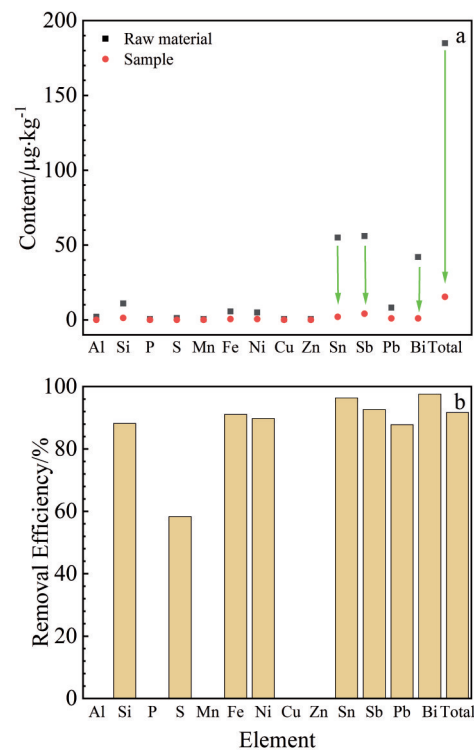 a
Raw material
Sample
Content/μg·kg⁻¹
200
150
100
50
0
Al Si P S Mn Fe Ni Cu Zn Sn Sb Pb Bi Total
b
Removal Efficiency/%
100
80
60
40
20
0
Al Si P S Mn Fe Ni Cu Zn Sn Sb Pb Bi Total
Element